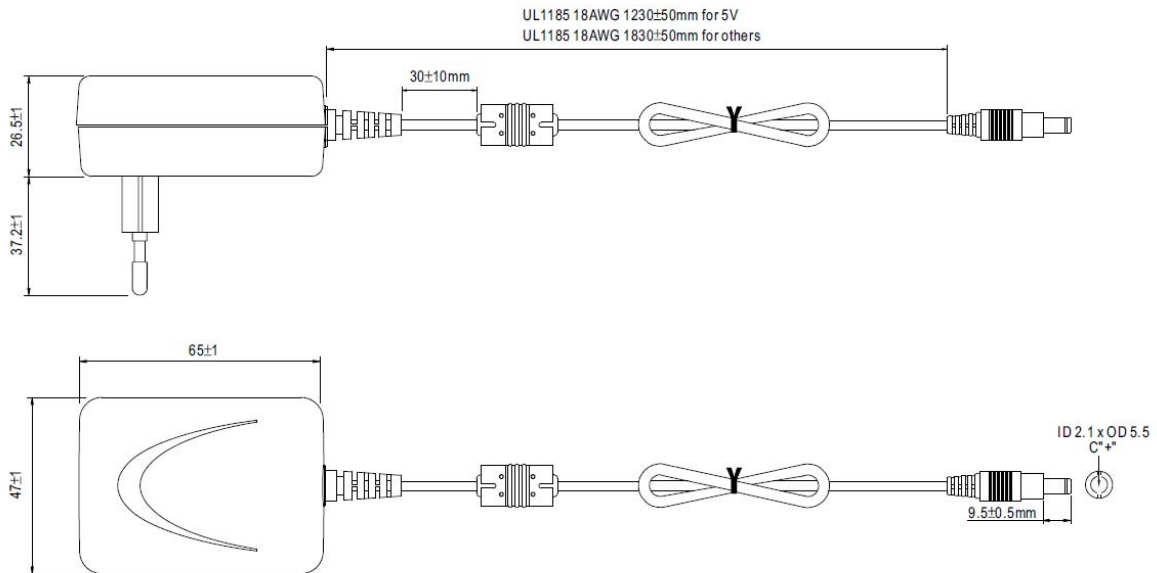 UL1185 18AWG 1230±50mm for 5V
UL1185 18AWG 1830±50mm for others
30±10mm
26.5±1
37.2±1
65±1
47±1
ID 2.1 x OD 5.5
C"+"
9.5±0.5mm